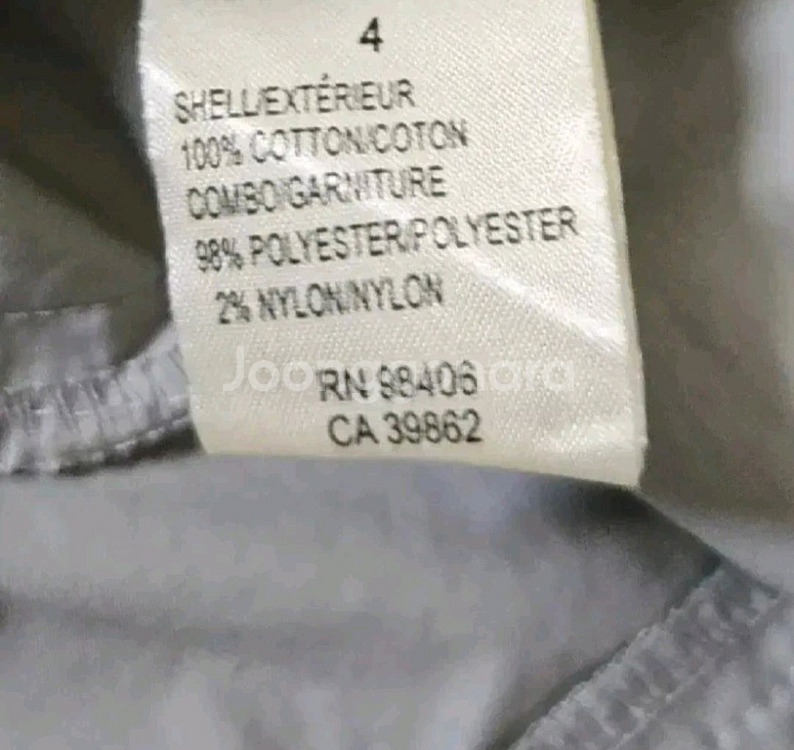 4
SHELL/EXTÉRIEUR
100% COTTON/COTON
COMBO/GARNITURE
98% POLYESTER/POLYESTER
2% NYLON/NYLON
RN 98406
CA 39862